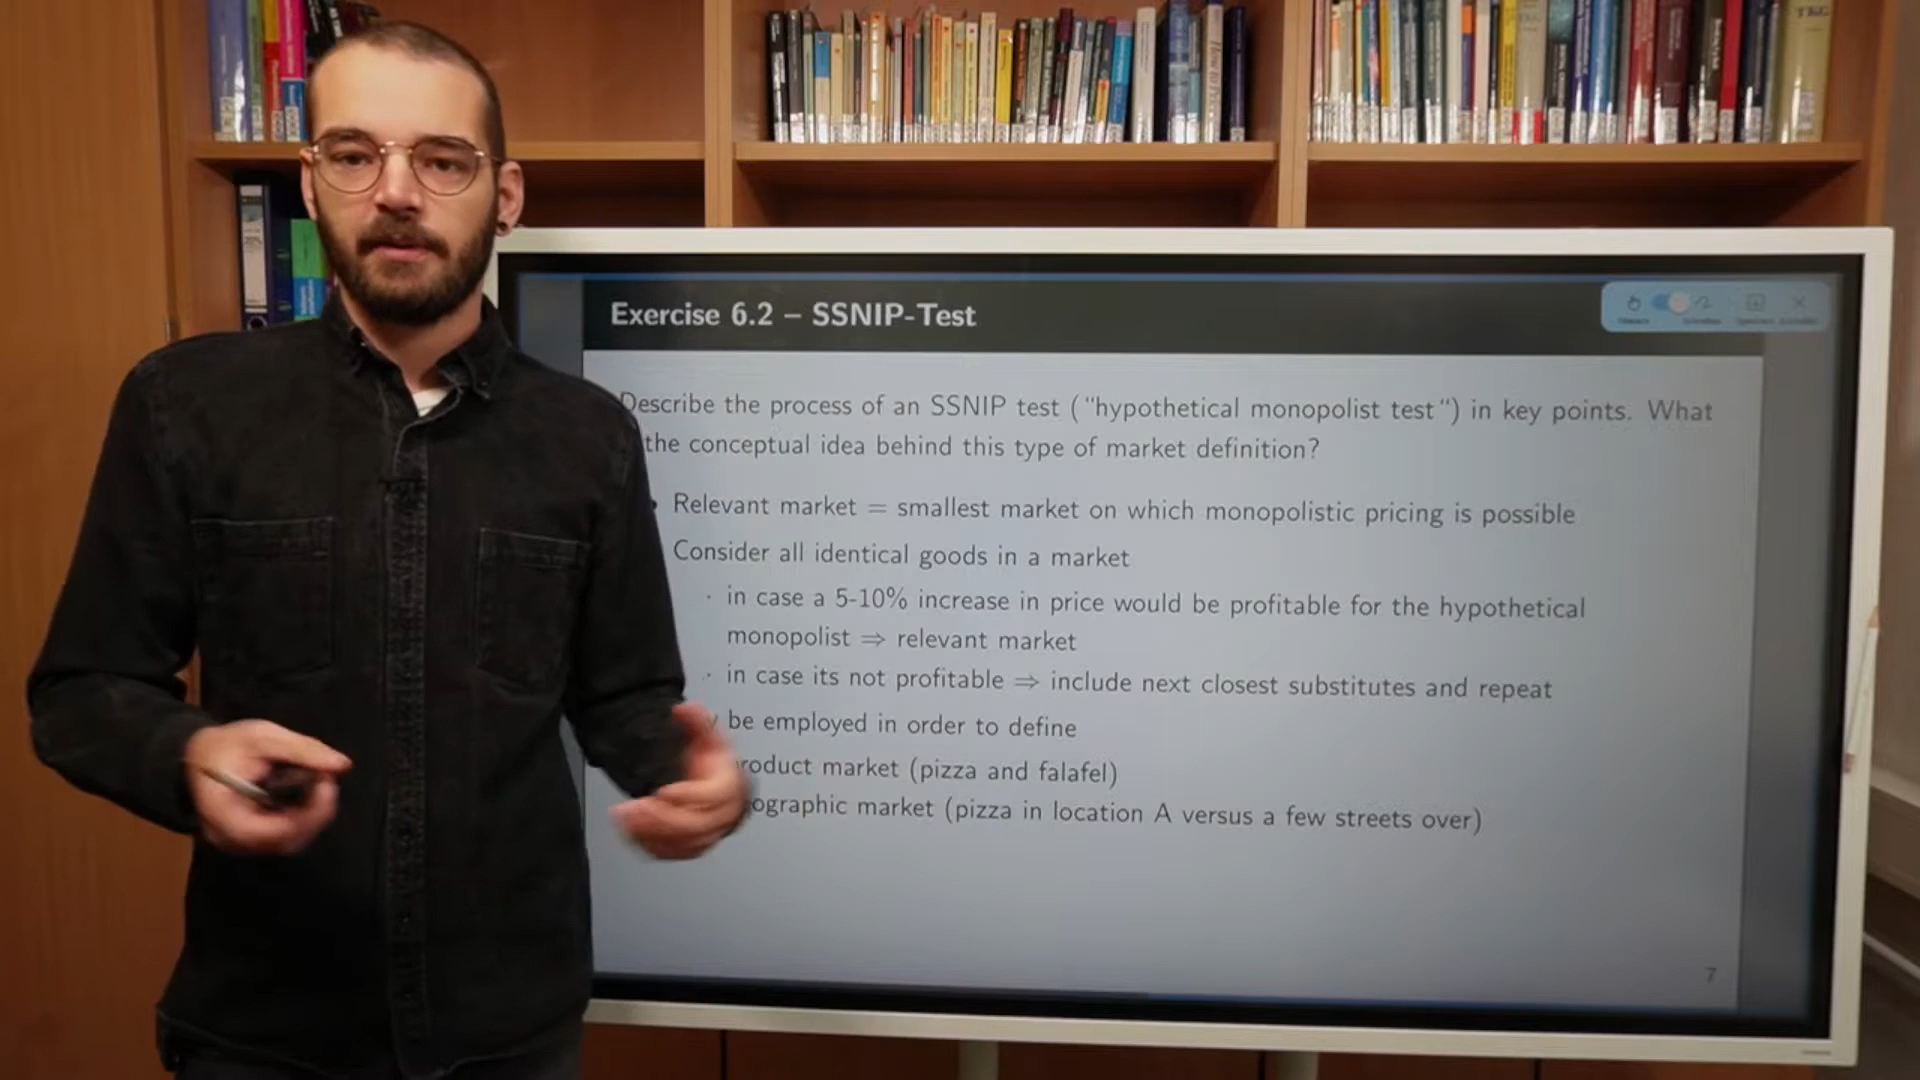 Exercise 6.2 – SSNIP-Test
Describe the process of an SSNIP test ("hypothetical monopolist test") in key points. What
the conceptual idea behind this type of market definition?
• Relevant market = smallest market on which monopolistic pricing is possible
Consider all identical goods in a market
· in case a 5-10% increase in price would be profitable for the hypothetical
monopolist ⇒ relevant market
· in case its not profitable ⇒ include next closest substitutes and repeat
y be employed in order to define
roduct market (pizza and falafel)
ographic market (pizza in location A versus a few streets over)
7